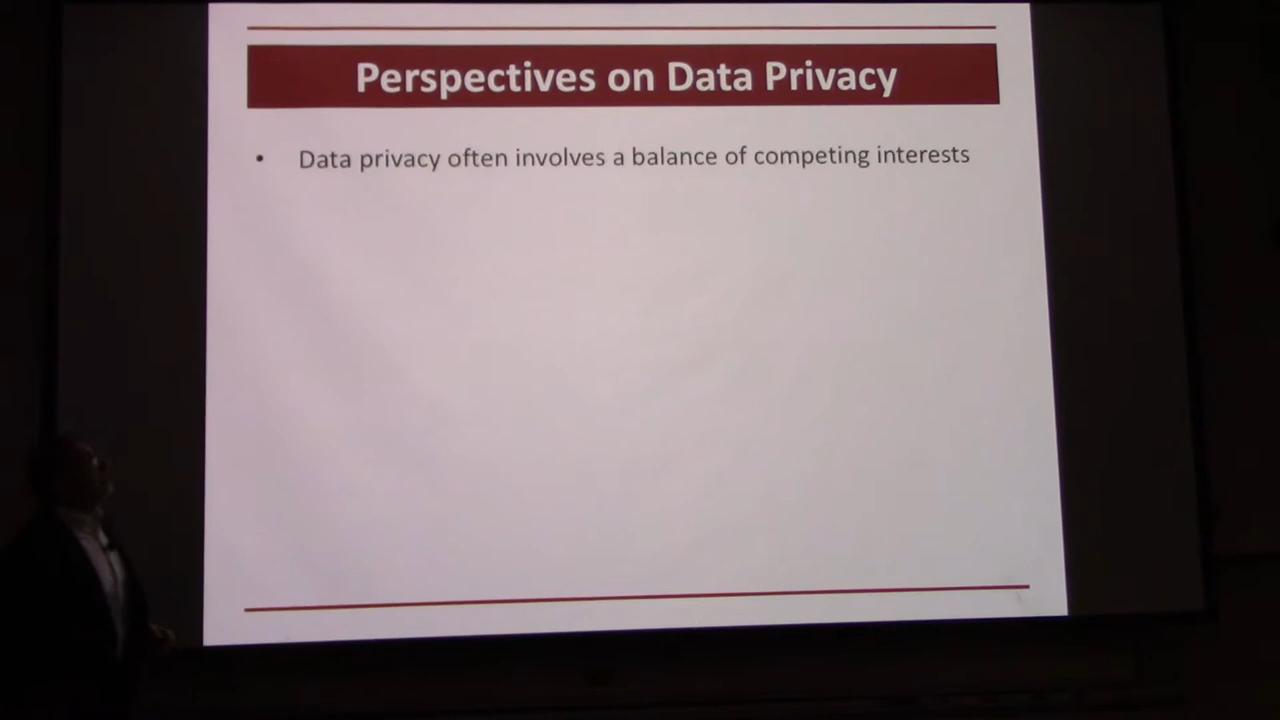 Perspectives on Data Privacy
• Data privacy often involves a balance of competing interests